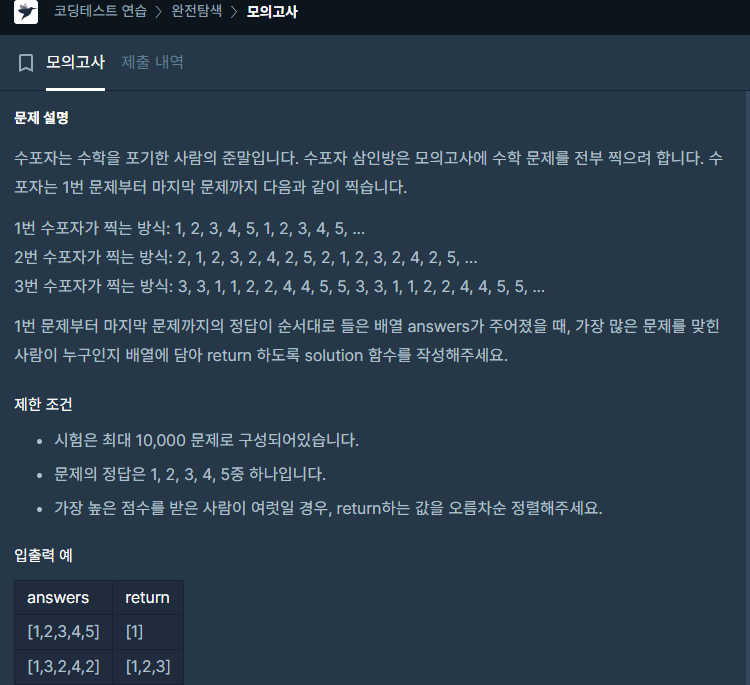 코딩테스트 연습 > 완전탐색 > 모의고사
모의고사 제출 내역
문제 설명
수포자는 수학을 포기한 사람의 준말입니다. 수포자 삼인방은 모의고사에 수학 문제를 전부 찍으려 합니다. 수
포자는 1번 문제부터 마지막 문제까지 다음과 같이 찍습니다.
1번 수포자가 찍는 방식: 1, 2, 3, 4, 5, 1, 2, 3, 4, 5, ...
2번 수포자가 찍는 방식: 2, 1, 2, 3, 2, 4, 2, 5, 2, 1, 2, 3, 2, 4, 2, 5, ...
3번 수포자가 찍는 방식: 3, 3, 1, 1, 2, 2, 4, 4, 5, 5, 3, 3, 1, 1, 2, 2, 4, 4, 5, 5, ...
1번 문제부터 마지막 문제까지의 정답이 순서대로 들은 배열 answers가 주어졌을 때, 가장 많은 문제를 맞힌
사람이 누구인지 배열에 담아 return 하도록 solution 함수를 작성해주세요.
제한 조건
• 시험은 최대 10,000 문제로 구성되어있습니다.
• 문제의 정답은 1, 2, 3, 4, 5중 하나입니다.
• 가장 높은 점수를 받은 사람이 여럿일 경우, return하는 값을 오름차순 정렬해주세요.
입출력 예
answers return
[1,2,3,4,5] [1]
[1,3,2,4,2] [1,2,3]